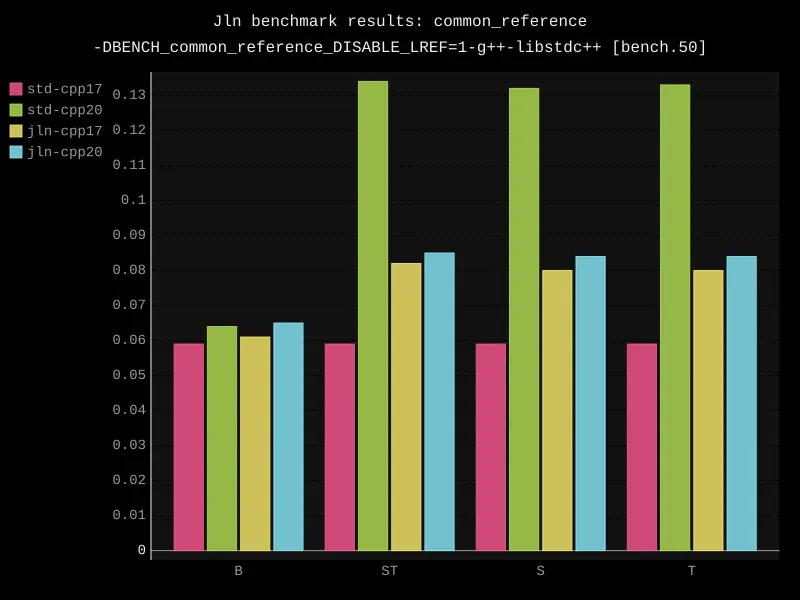 Jln benchmark results: common_reference
-DBENCH_common_reference_DISABLE_LREF=1-g++-libstdc++ [bench.50]
std-cpp17
std-cpp20
jln-cpp17
jln-cpp20
0.13
0.12
0.11
0.1
0.09
0.08
0.07
0.06
0.05
0.04
0.03
0.02
0.01
0
B ST S T